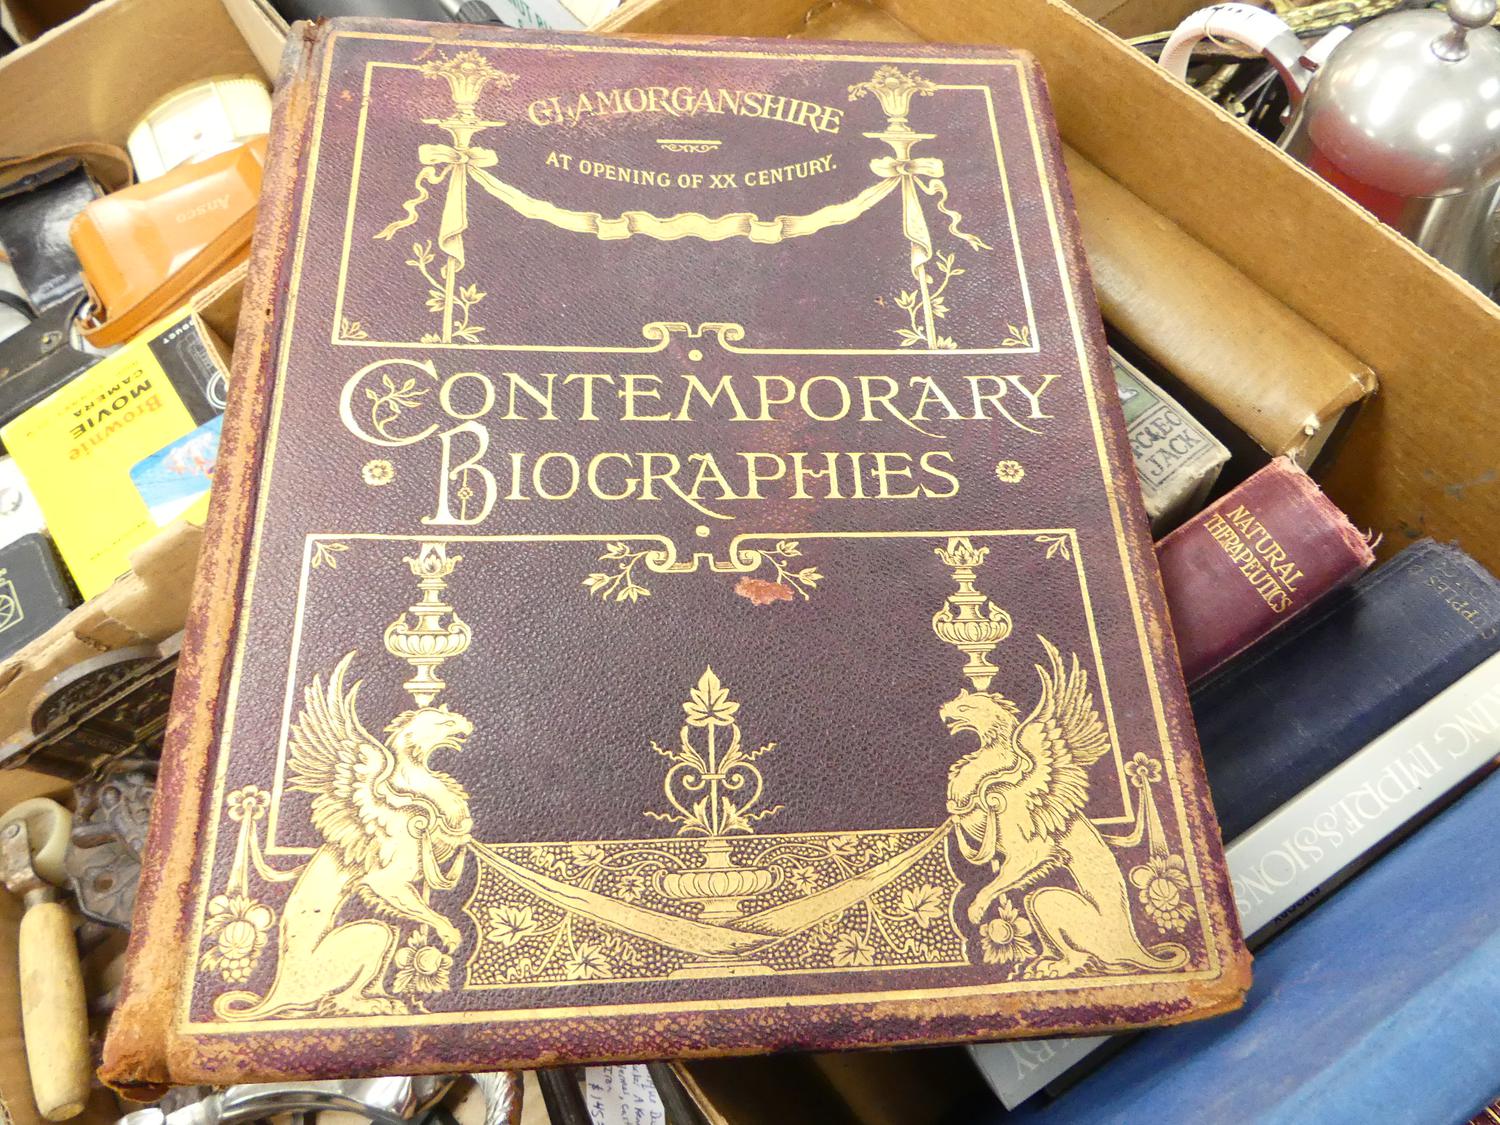 GLAMORGANSHIRE
AT OPENING OF XX CENTURY.
CONTEMPORARY
BIOGRAPHIES
Ansco
Brownie
MOVIE
CAMERA
JACK
NATURAL
THERAPEUTICS
IMPRESSIONS